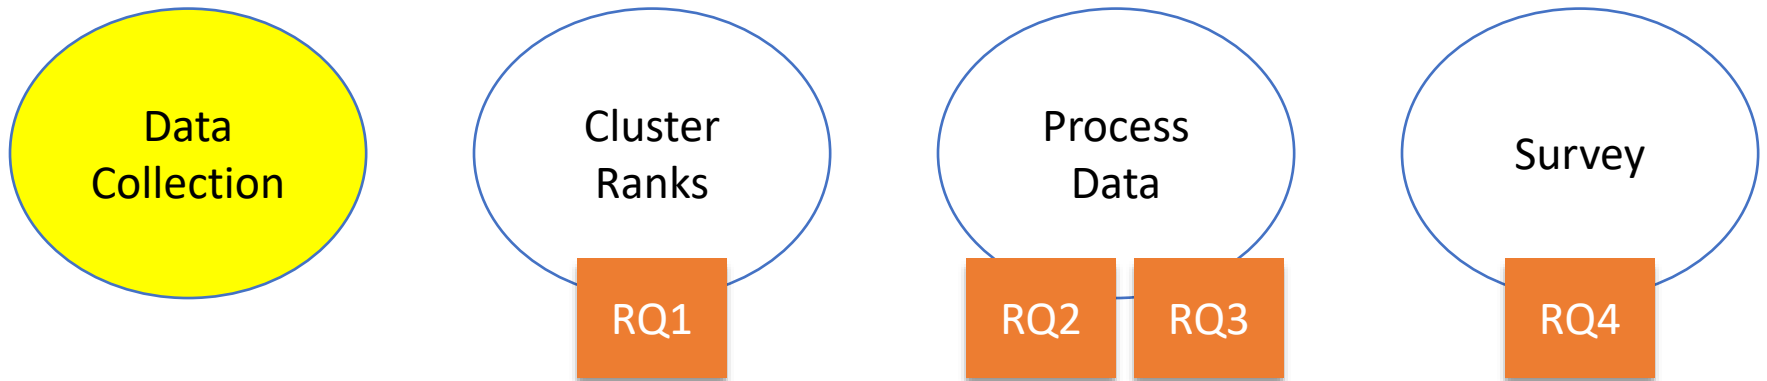 Data
Collection
Cluster
Ranks
Process
Data
Survey
RQ1
RQ2
RQ3
RQ4